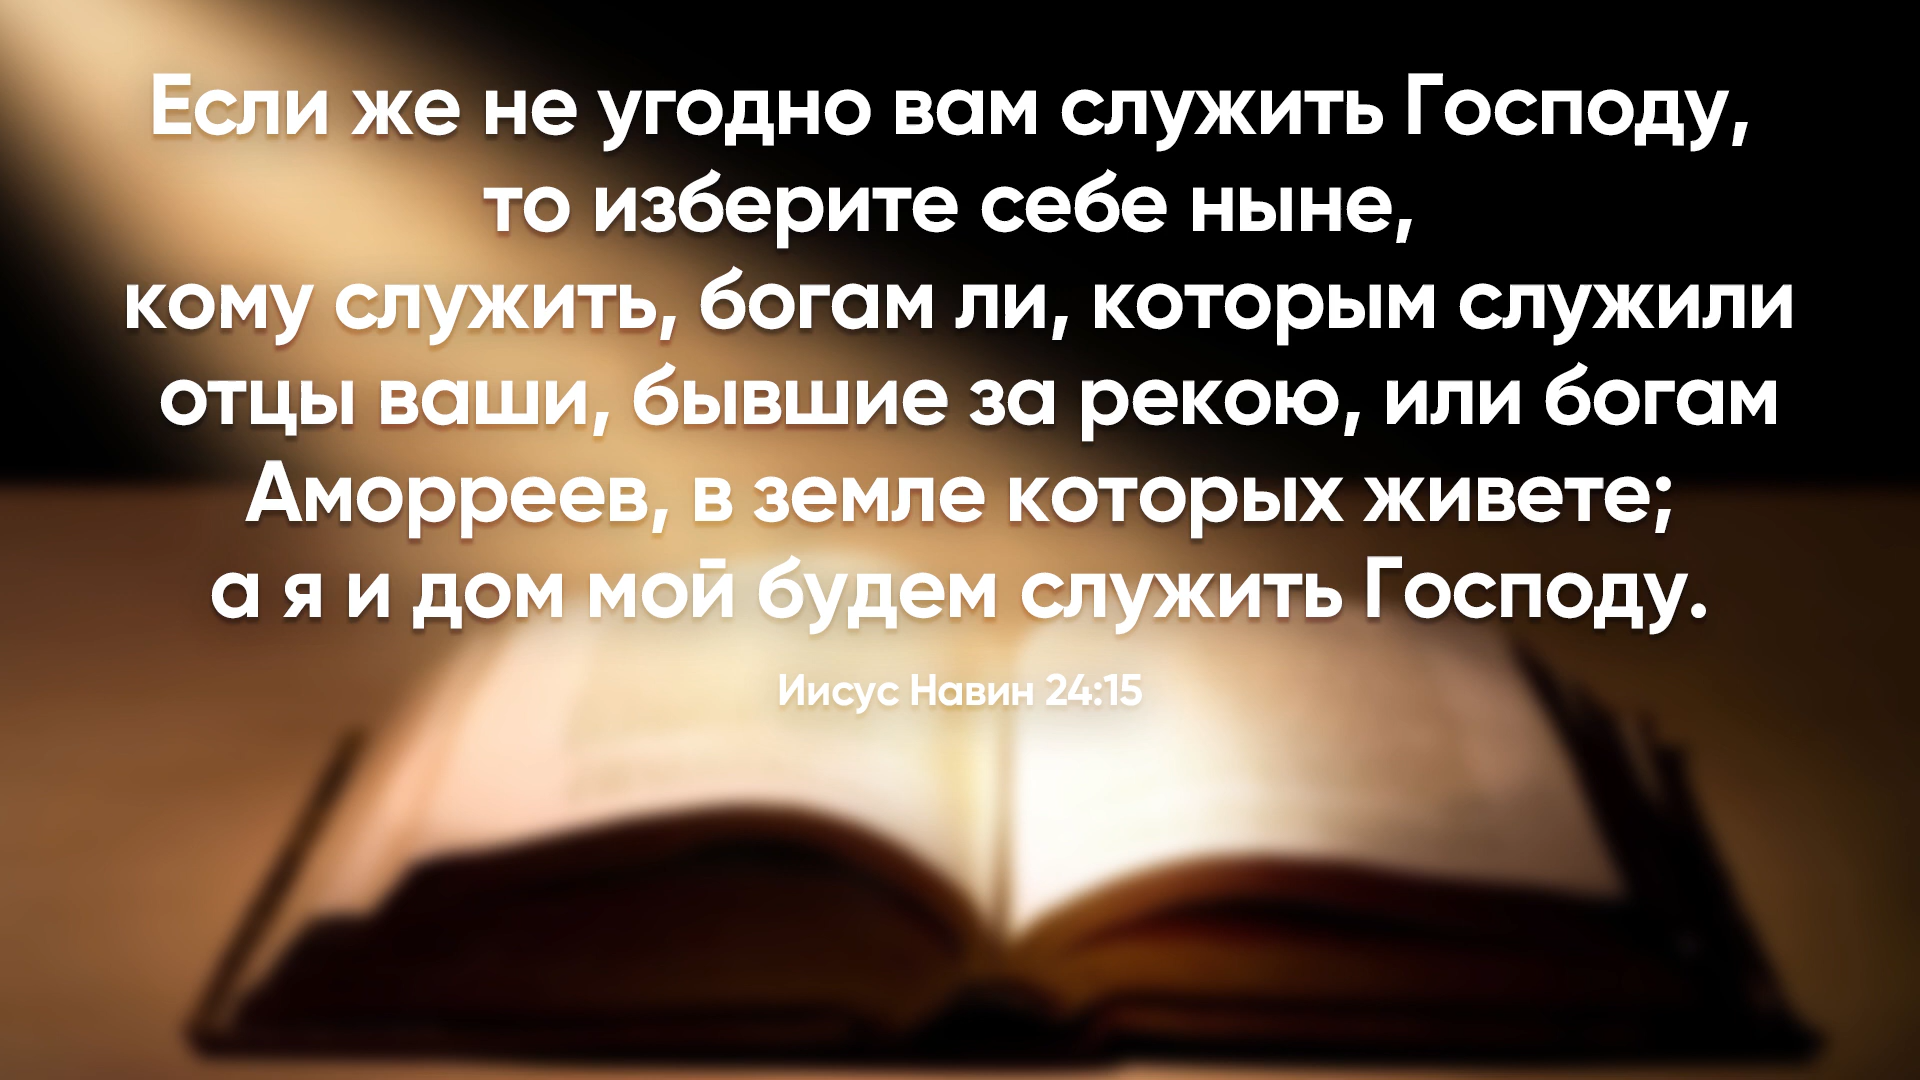 Если же не угодно вам служить Господу,
то изберите себе ныне,
кому служить, богам ли, которым служили
отцы ваши, бывшие за рекою, или богам
Аморреев, в земле которых живете;
а я и дом мой будем служить Господу.
Иисус Навин 24:15